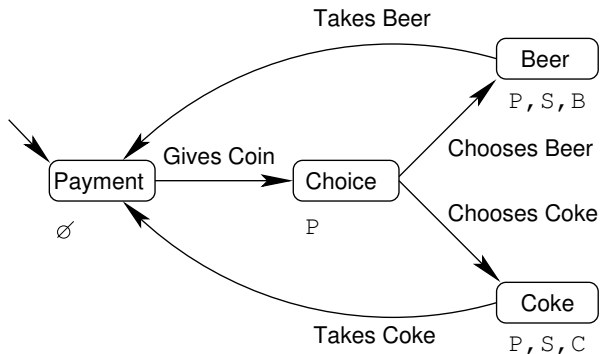 Takes Beer
Beer
P,S,B
Gives Coin
Chooses Beer
Payment
Choice
Chooses Coke
∅
P
Coke
Takes Coke
P,S,C